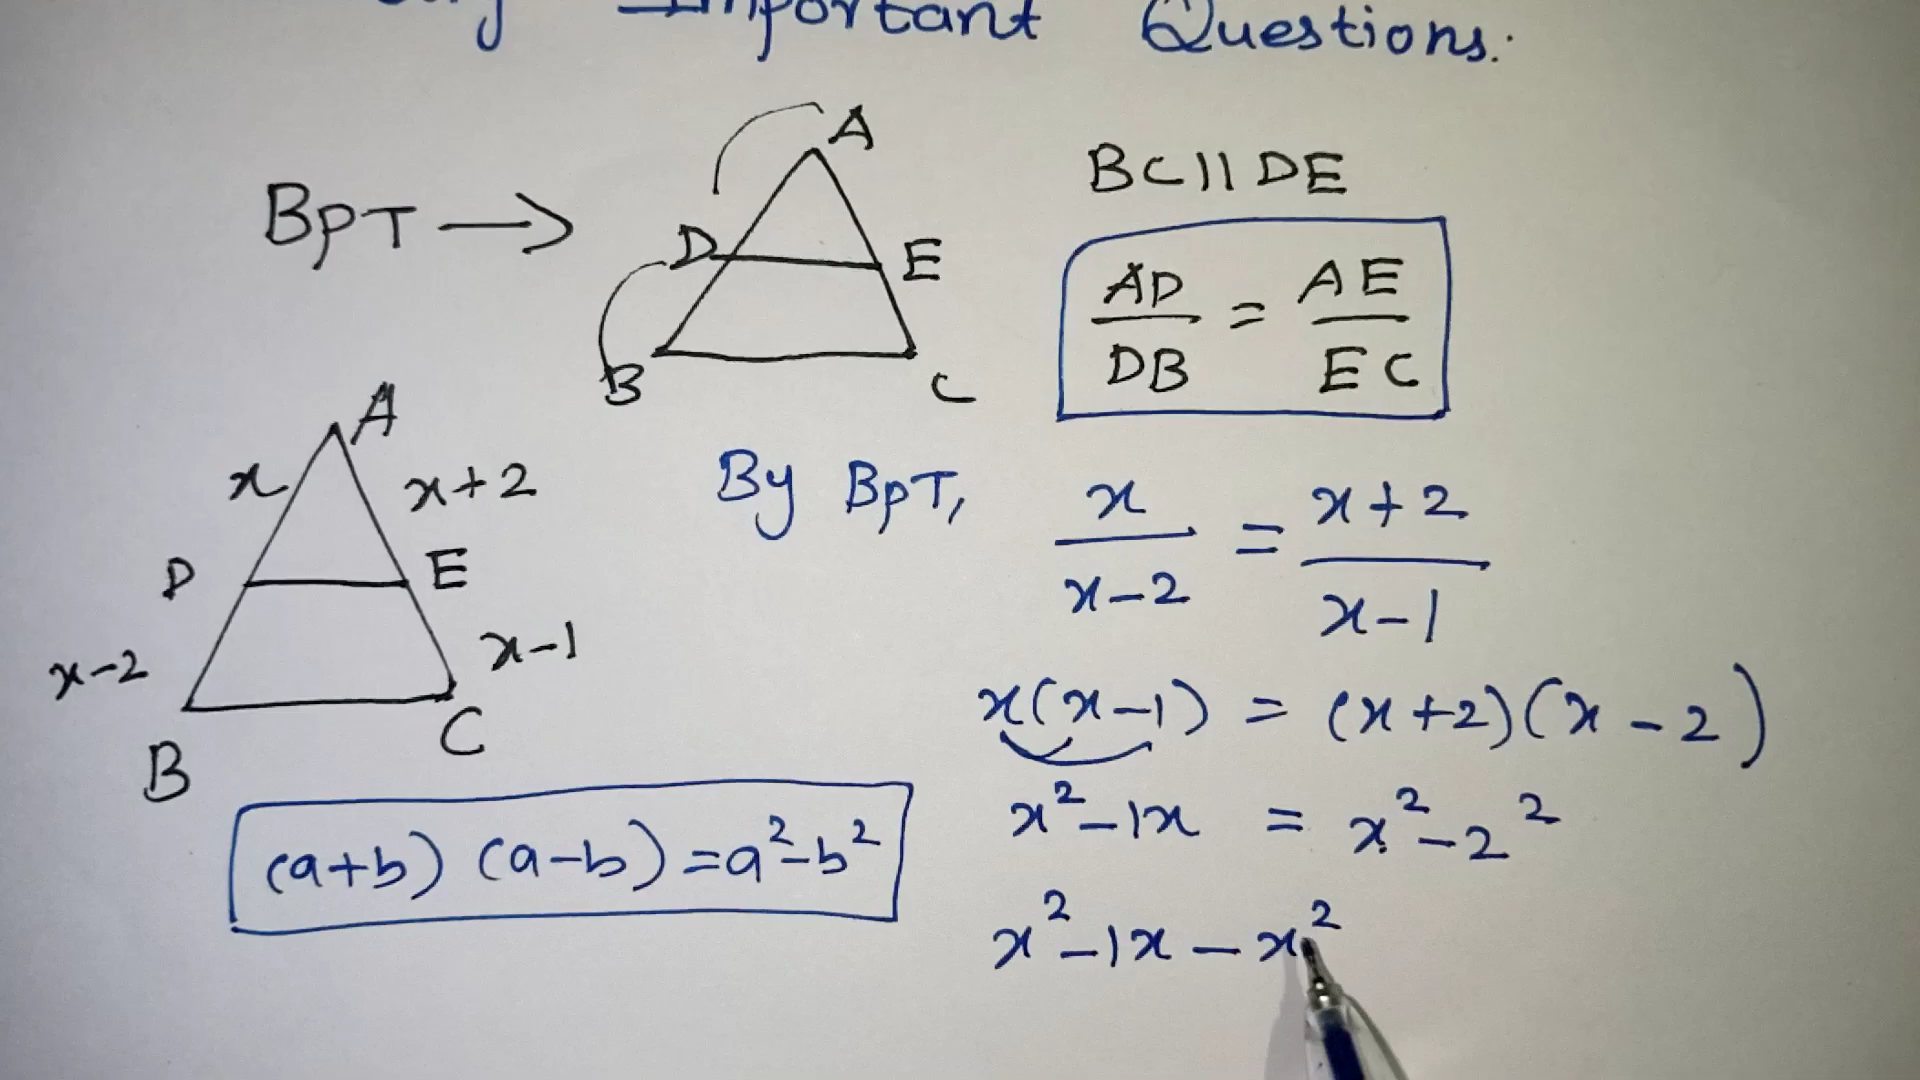 Important Questions.
BPT →
A
D
E
B
C
BC || DE
AD/DB = AE/EC
A
x
x+2
D
E
x-2
x-1
B
C
By BPT, x/x-2 = x+2/x-1
x(x-1) = (x+2)(x-2)
x²-1x = x²-2²
(a+b) (a-b) = a²-b²
x²-1x-x²